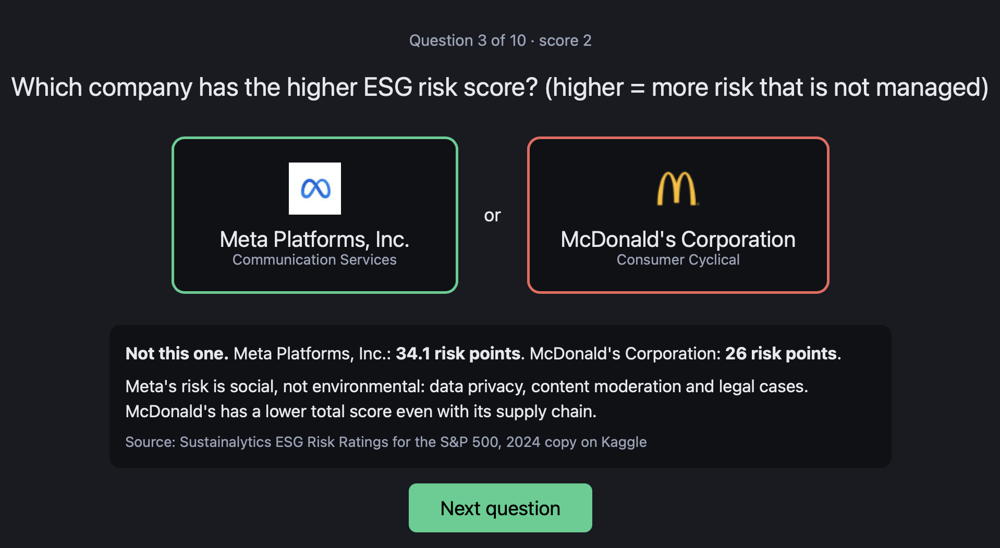 Question 3 of 10 · score 2
Which company has the higher ESG risk score? (higher = more risk that is not managed)
Meta Platforms, Inc.
Communication Services
or
McDonald's Corporation
Consumer Cyclical
Not this one. Meta Platforms, Inc.: 34.1 risk points. McDonald's Corporation: 26 risk points.
Meta's risk is social, not environmental: data privacy, content moderation and legal cases.
McDonald's has a lower total score even with its supply chain.
Source: Sustainalytics ESG Risk Ratings for the S&P 500, 2024 copy on Kaggle
Next question